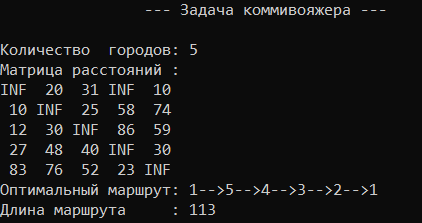 --- Задача коммивояжера ---
Количество  городов: 5
Матрица расстояний :
INF  20  31 INF  10
 10 INF  25  58  74
 12  30 INF  86  59
 27  48  40 INF  30
 83  76  52  23 INF
Оптимальный маршрут: 1-->5-->4-->3-->2-->1
Длина маршрута     : 113